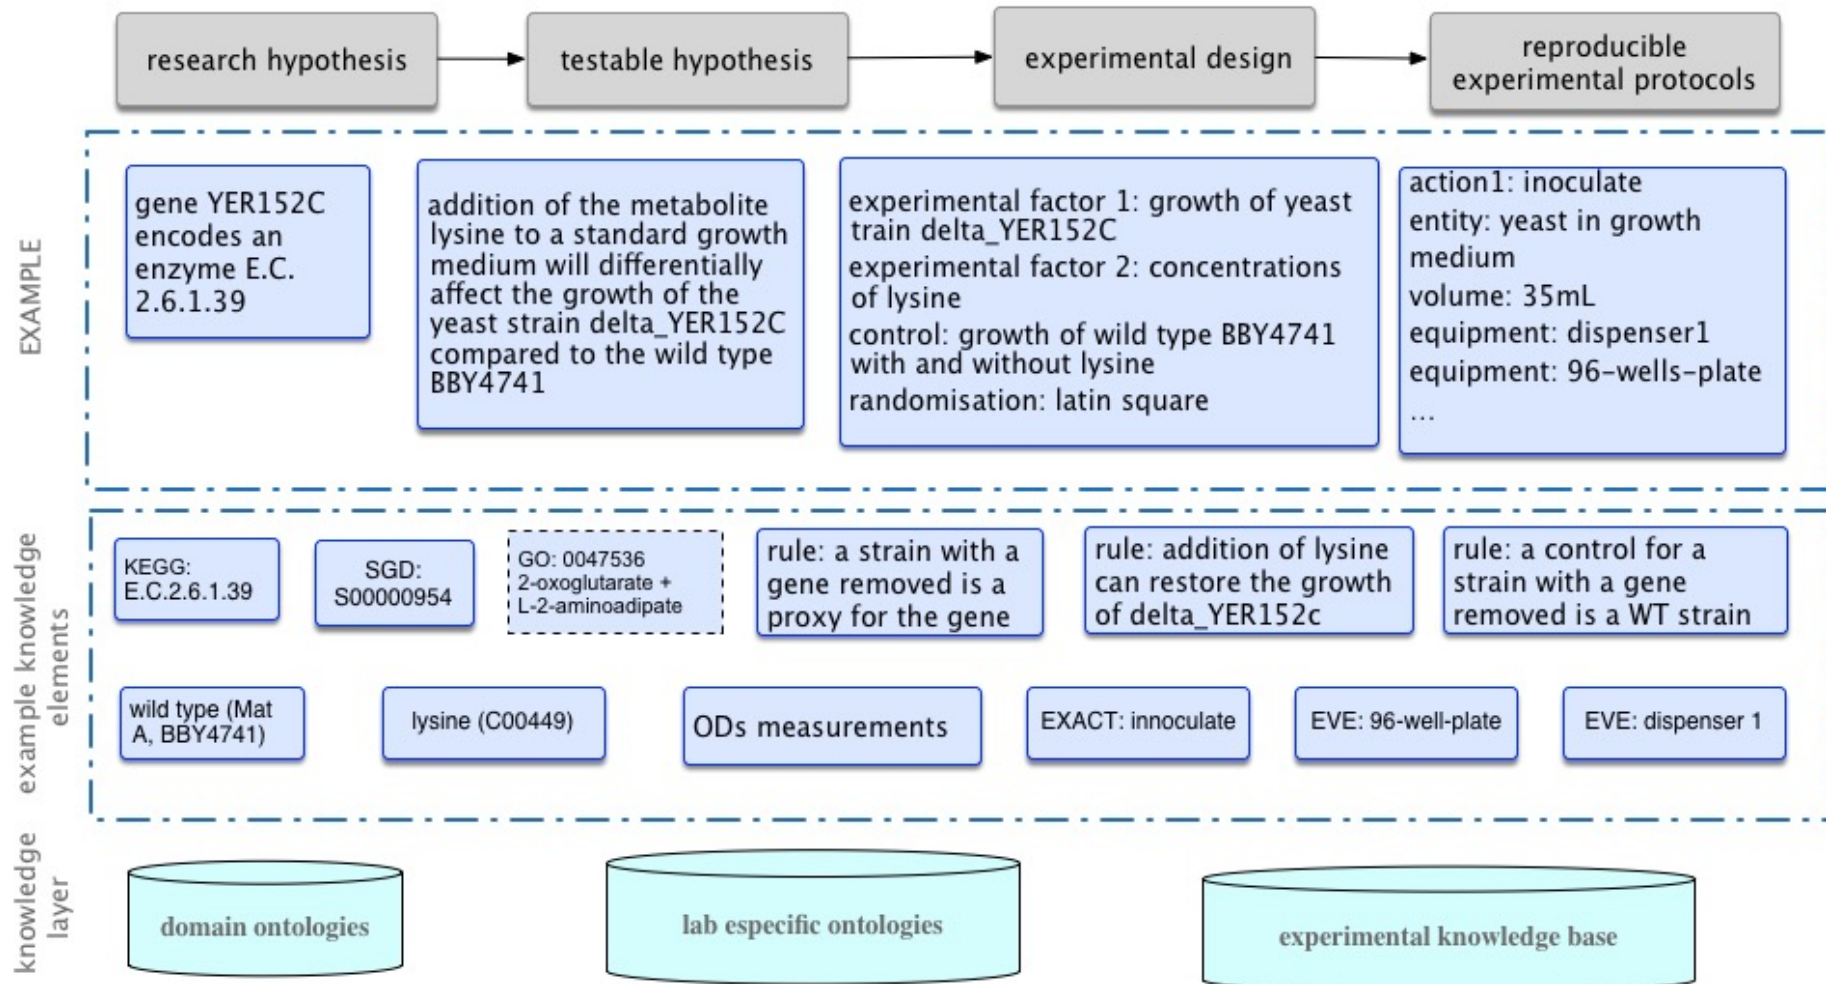 research hypothesis
testable hypothesis
experimental design
reproducible
experimental protocols
EXAMPLE
gene YER152C
encodes an
enzyme E.C.
2.6.1.39
addition of the metabolite
lysine to a standard growth
medium will differentially
affect the growth of the
yeast strain delta_YER152C
compared to the wild type
BBY4741
experimental factor 1: growth of yeast
train delta_YER152C
experimental factor 2: concentrations
of lysine
control: growth of wild type BBY4741
with and without lysine
randomisation: latin square
action1: inoculate
entity: yeast in growth
medium
volume: 35mL
equipment: dispenser1
equipment: 96-wells-plate
...
example knowledge
elements
KEGG:
E.C.2.6.1.39
SGD:
S00000954
GO: 0047536
2-oxoglutarate +
L-2-aminoadipate
rule: a strain with a
gene removed is a
proxy for the gene
rule: addition of lysine
can restore the growth
of delta_YER152c
rule: a control for a
strain with a gene
removed is a WT strain
wild type (Mat
A, BBY4741)
lysine (C00449)
ODs measurements
EXACT: innoculate
EVE: 96-well-plate
EVE: dispenser 1
knowledge
layer
domain ontologies
lab especific ontologies
experimental knowledge base